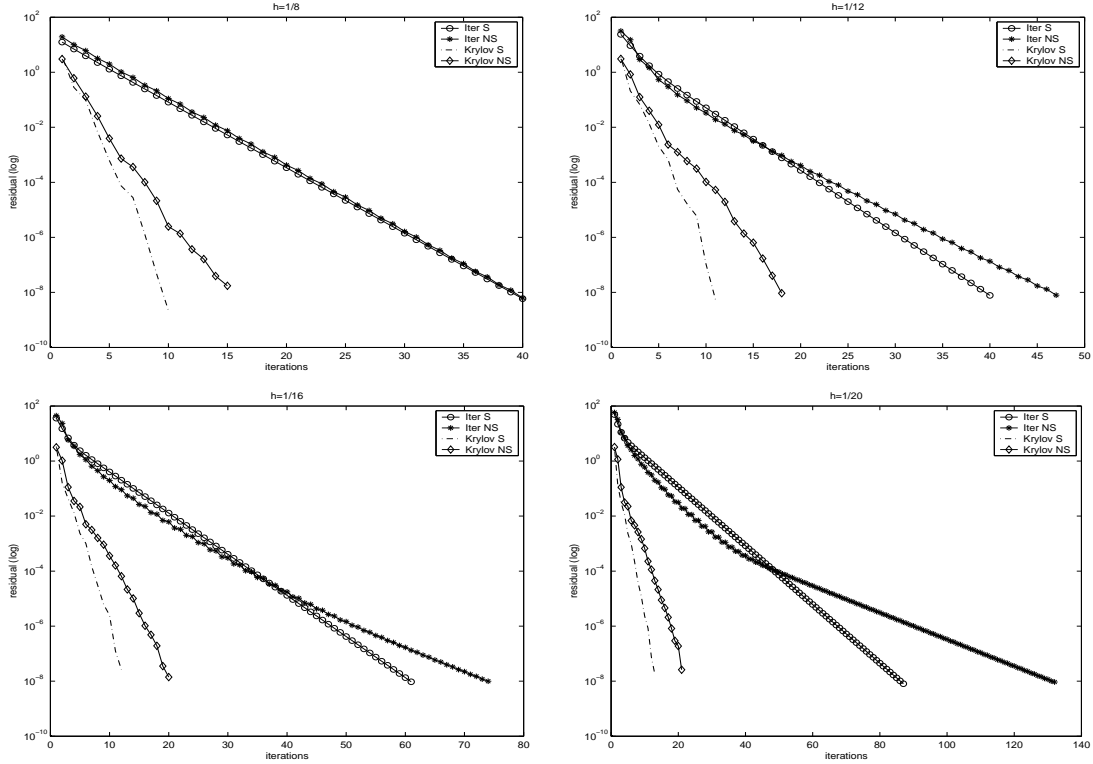 h=1/8
10^2
10^0
10^−2
10^−4
10^−6
10^−8
10^−10
residual (log)
0 5 10 15 20 25 30 35 40
iterations
Iter S
Iter NS
Krylov S
Krylov NS
h=1/12
10^2
10^0
10^−2
10^−4
10^−6
10^−8
10^−10
residual (log)
0 5 10 15 20 25 30 35 40 45 50
iterations
Iter S
Iter NS
Krylov S
Krylov NS
h=1/16
10^2
10^0
10^−2
10^−4
10^−6
10^−8
10^−10
residual (log)
0 10 20 30 40 50 60 70 80
iterations
Iter S
Iter NS
Krylov S
Krylov NS
h=1/20
10^2
10^0
10^−2
10^−4
10^−6
10^−8
10^−10
residual (log)
0 20 40 60 80 100 120 140
iterations
Iter S
Iter NS
Krylov S
Krylov NS